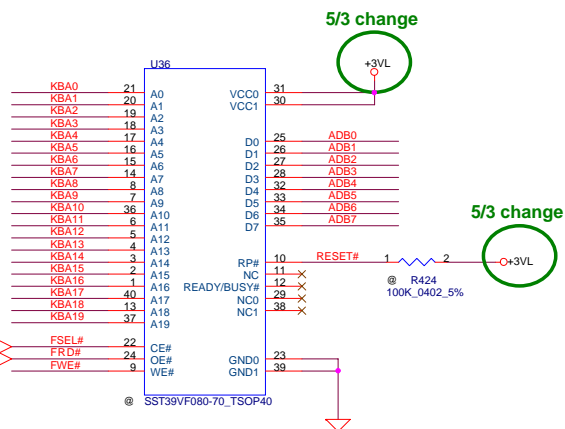 5/3 change
+3VL
U36
KBA0 21 A0 VCC0 31
KBA1 20 A1 VCC1 30
KBA2 19 A2
KBA3 18 A3
KBA4 17 A4 D0 25 ADB0
KBA5 16 A5 D1 26 ADB1
KBA6 15 A6 D2 27 ADB2
KBA7 14 A7 D3 28 ADB3
KBA8 8 A8 D4 32 ADB4
KBA9 7 A9 D5 33 ADB5
KBA10 36 A10 D6 34 ADB6
KBA11 6 A11 D7 35 ADB7
KBA12 5 A12
KBA13 4 A13
KBA14 3 A14 RP# 10 RESET# 1 2 +3VL
5/3 change
KBA15 2 A15 NC 11
KBA16 1 A16 READY/BUSY# 12 @ R424
KBA17 40 A17 NC0 29 100K_0402_5%
KBA18 13 A18 NC1 38
KBA19 37 A19
FSEL# 22 CE#
FRD# 24 OE# GND0 23
FWE# 9 WE# GND1 39
@ SST39VF080-70_TSOP40